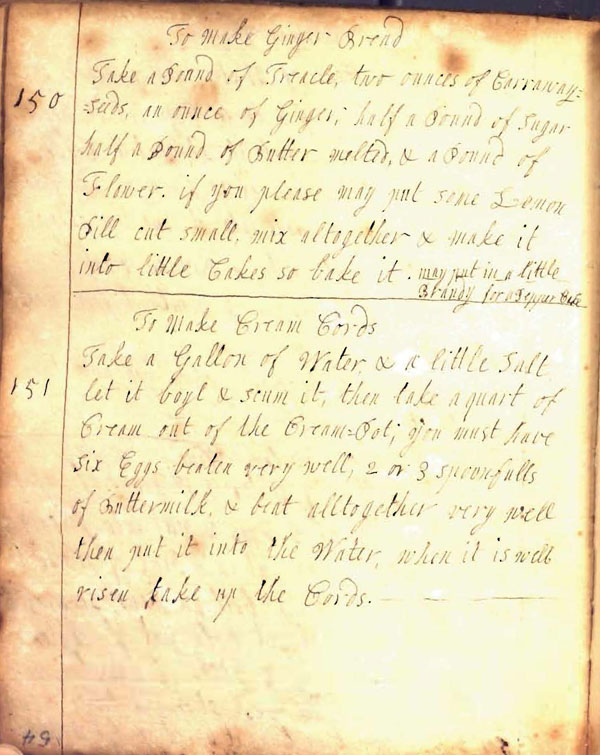 To Make Ginger Bread
150
Take a Pound of Treacle, two ounces of Carraway=
=seeds, an ounce of Ginger, half a Pound of Sugar
half a Pound of Butter melted, & a Pound of
Flower. if you please may put some Lemon
Pill cut small, mix altogether & make it
into little Cakes so bake it. may put in a little
Brandy for a Pepper Cake
To Make Cream Cords
151
Take a Gallon of Water, & a little Salt
let it boyl & scum it, then take a quart of
Cream out of the Cream=Pot; you must have
six Eggs beaten very well, 2 or 3 spoonfulls
of Buttermilk, & beat alltogether very well
then put it into the Water, when it is well
risen take up the Cords.
54